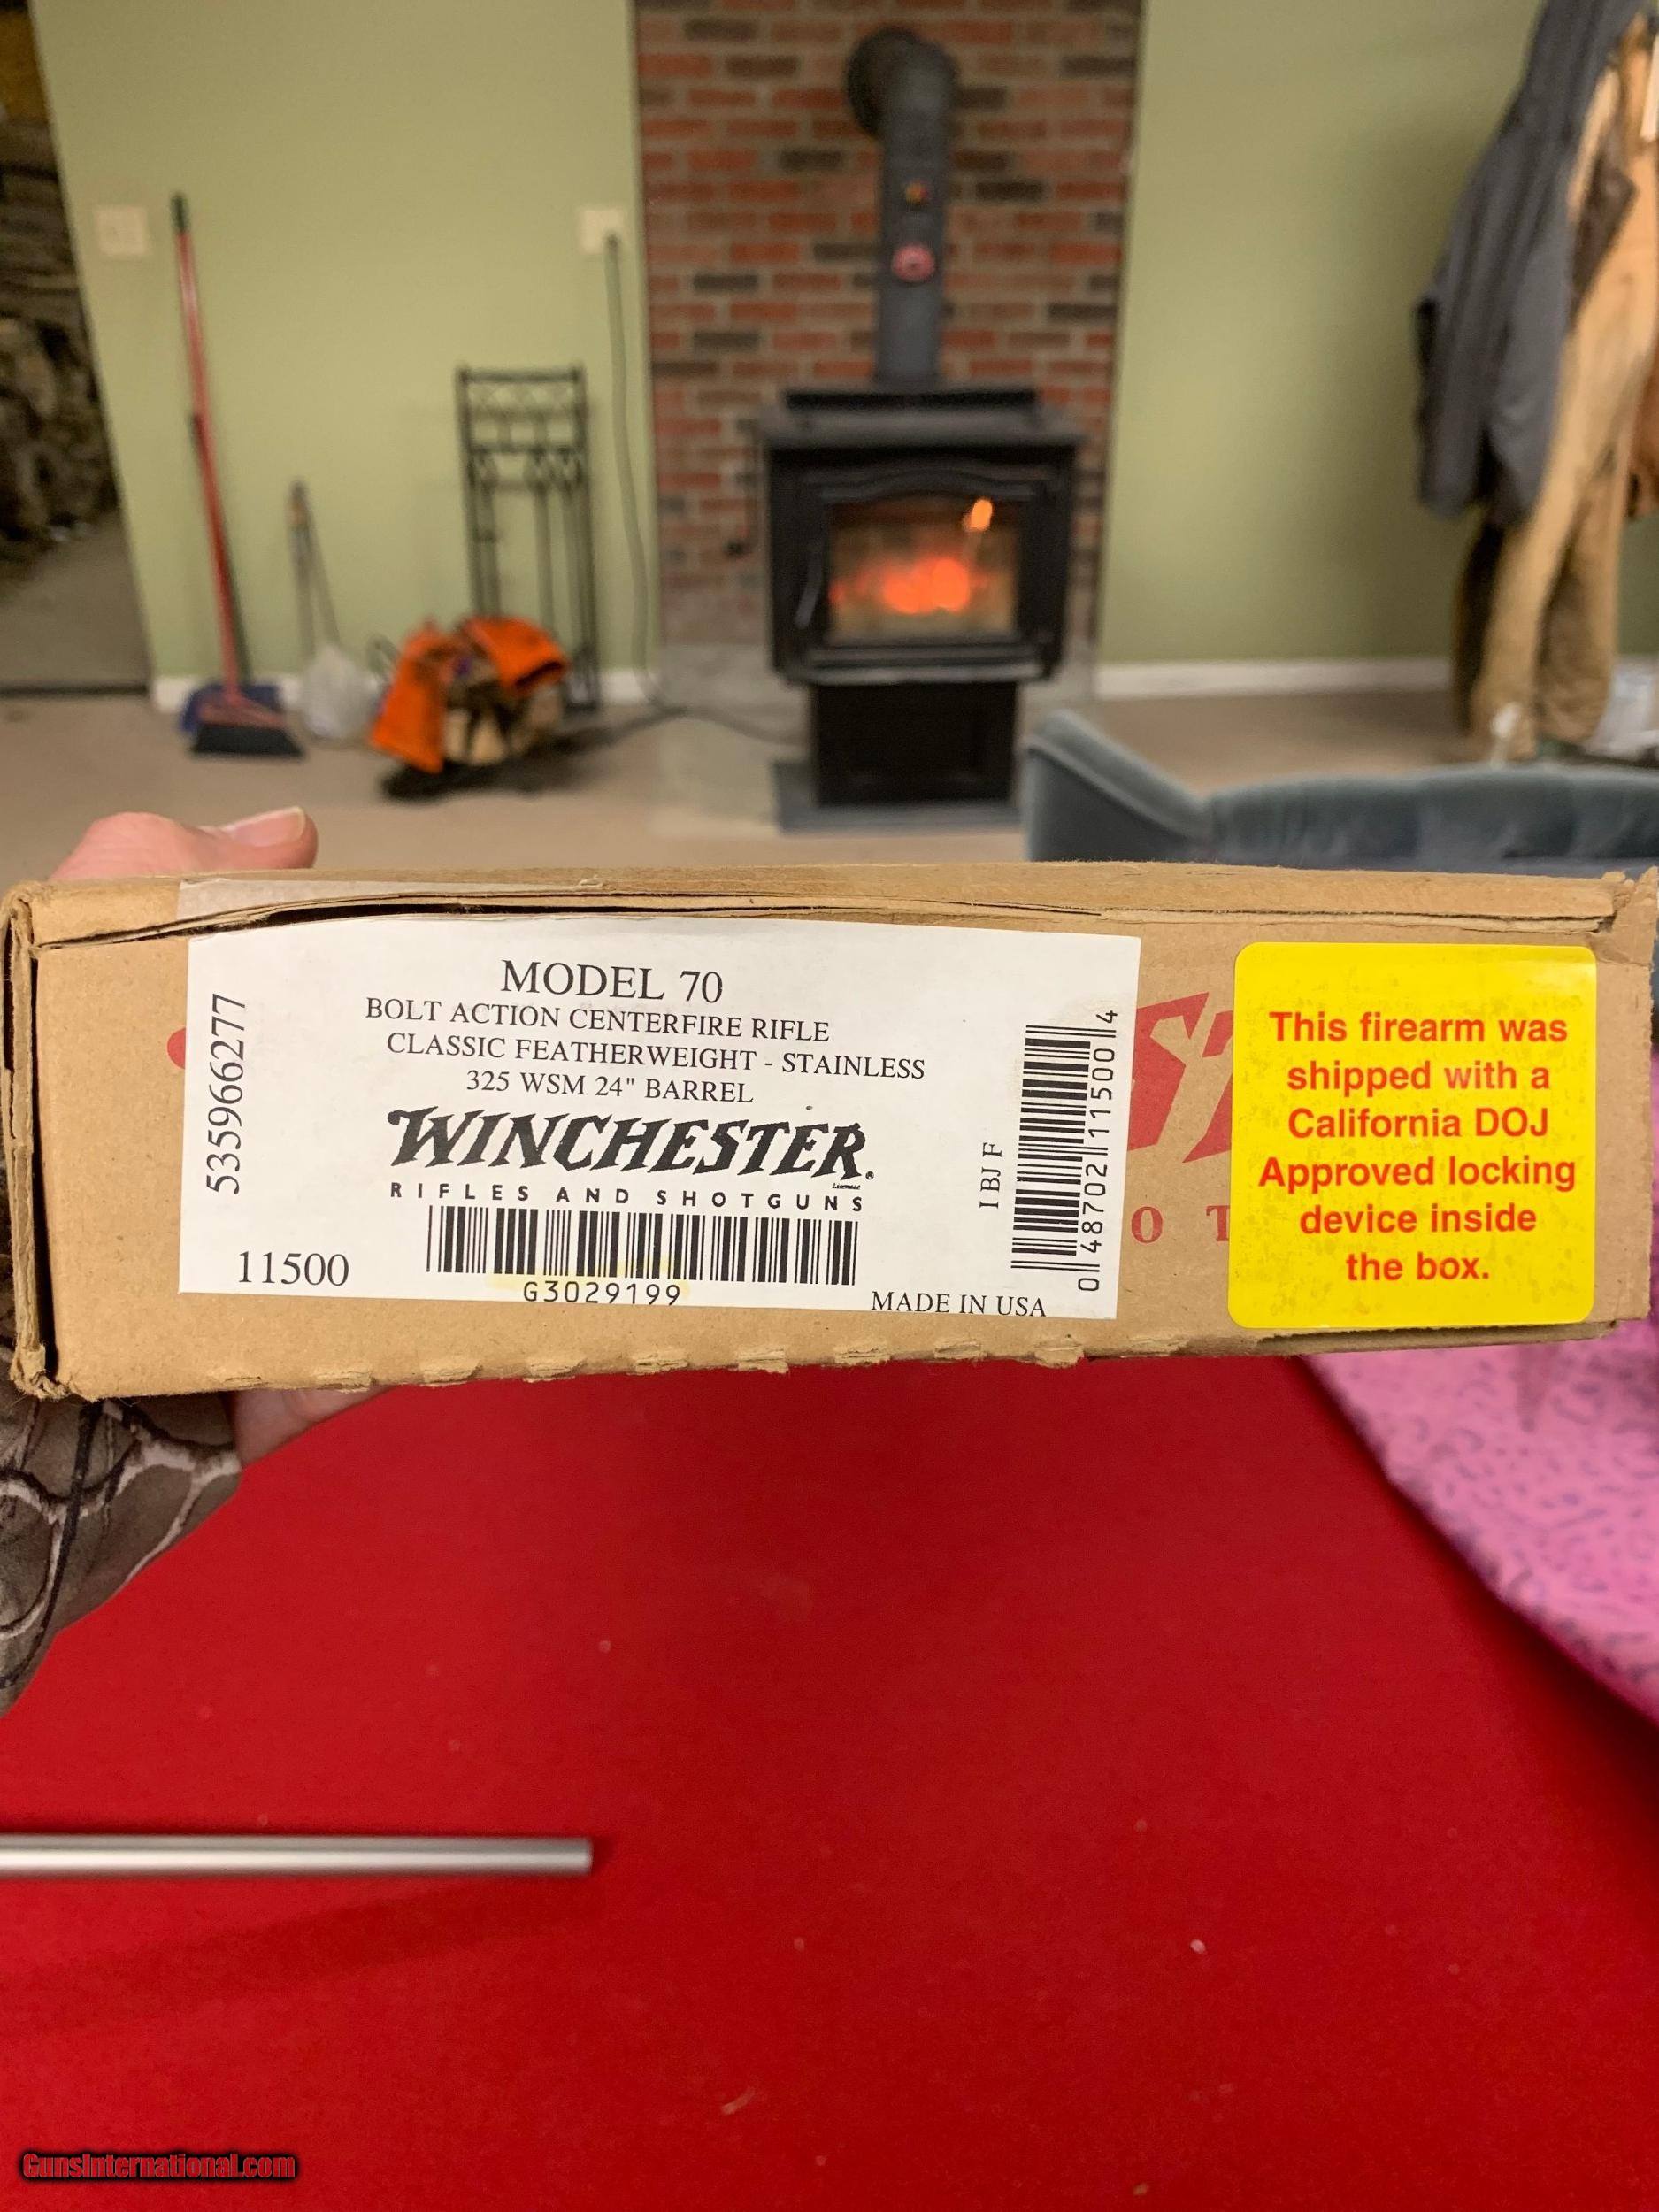 5359966277
MODEL 70
BOLT ACTION CENTERFIRE RIFLE
CLASSIC FEATHERWEIGHT - STAINLESS
325 WSM 24" BARREL
WINCHESTER®
RIFLES AND SHOTGUNS
11500
G3029199
MADE IN USA
I BJ F
0 48702 11500 4
O T
This firearm was
shipped with a
California DOJ
Approved locking
device inside
the box.
GunsInternational.com